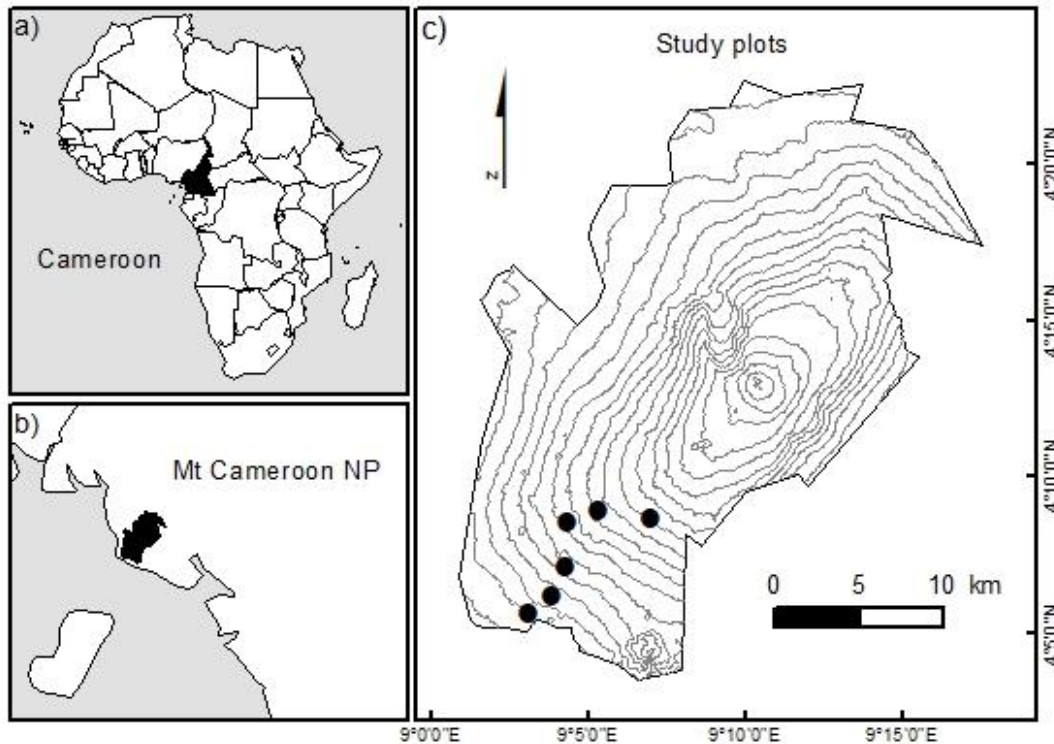 a)
Cameroon
b)
Mt Cameroon NP
c)
Study plots
N
0 5 10 km
4°20'0"N
4°15'0"N
4°10'0"N
4°5'0"N
9°0'0"E 9°5'0"E 9°10'0"E 9°15'0"E